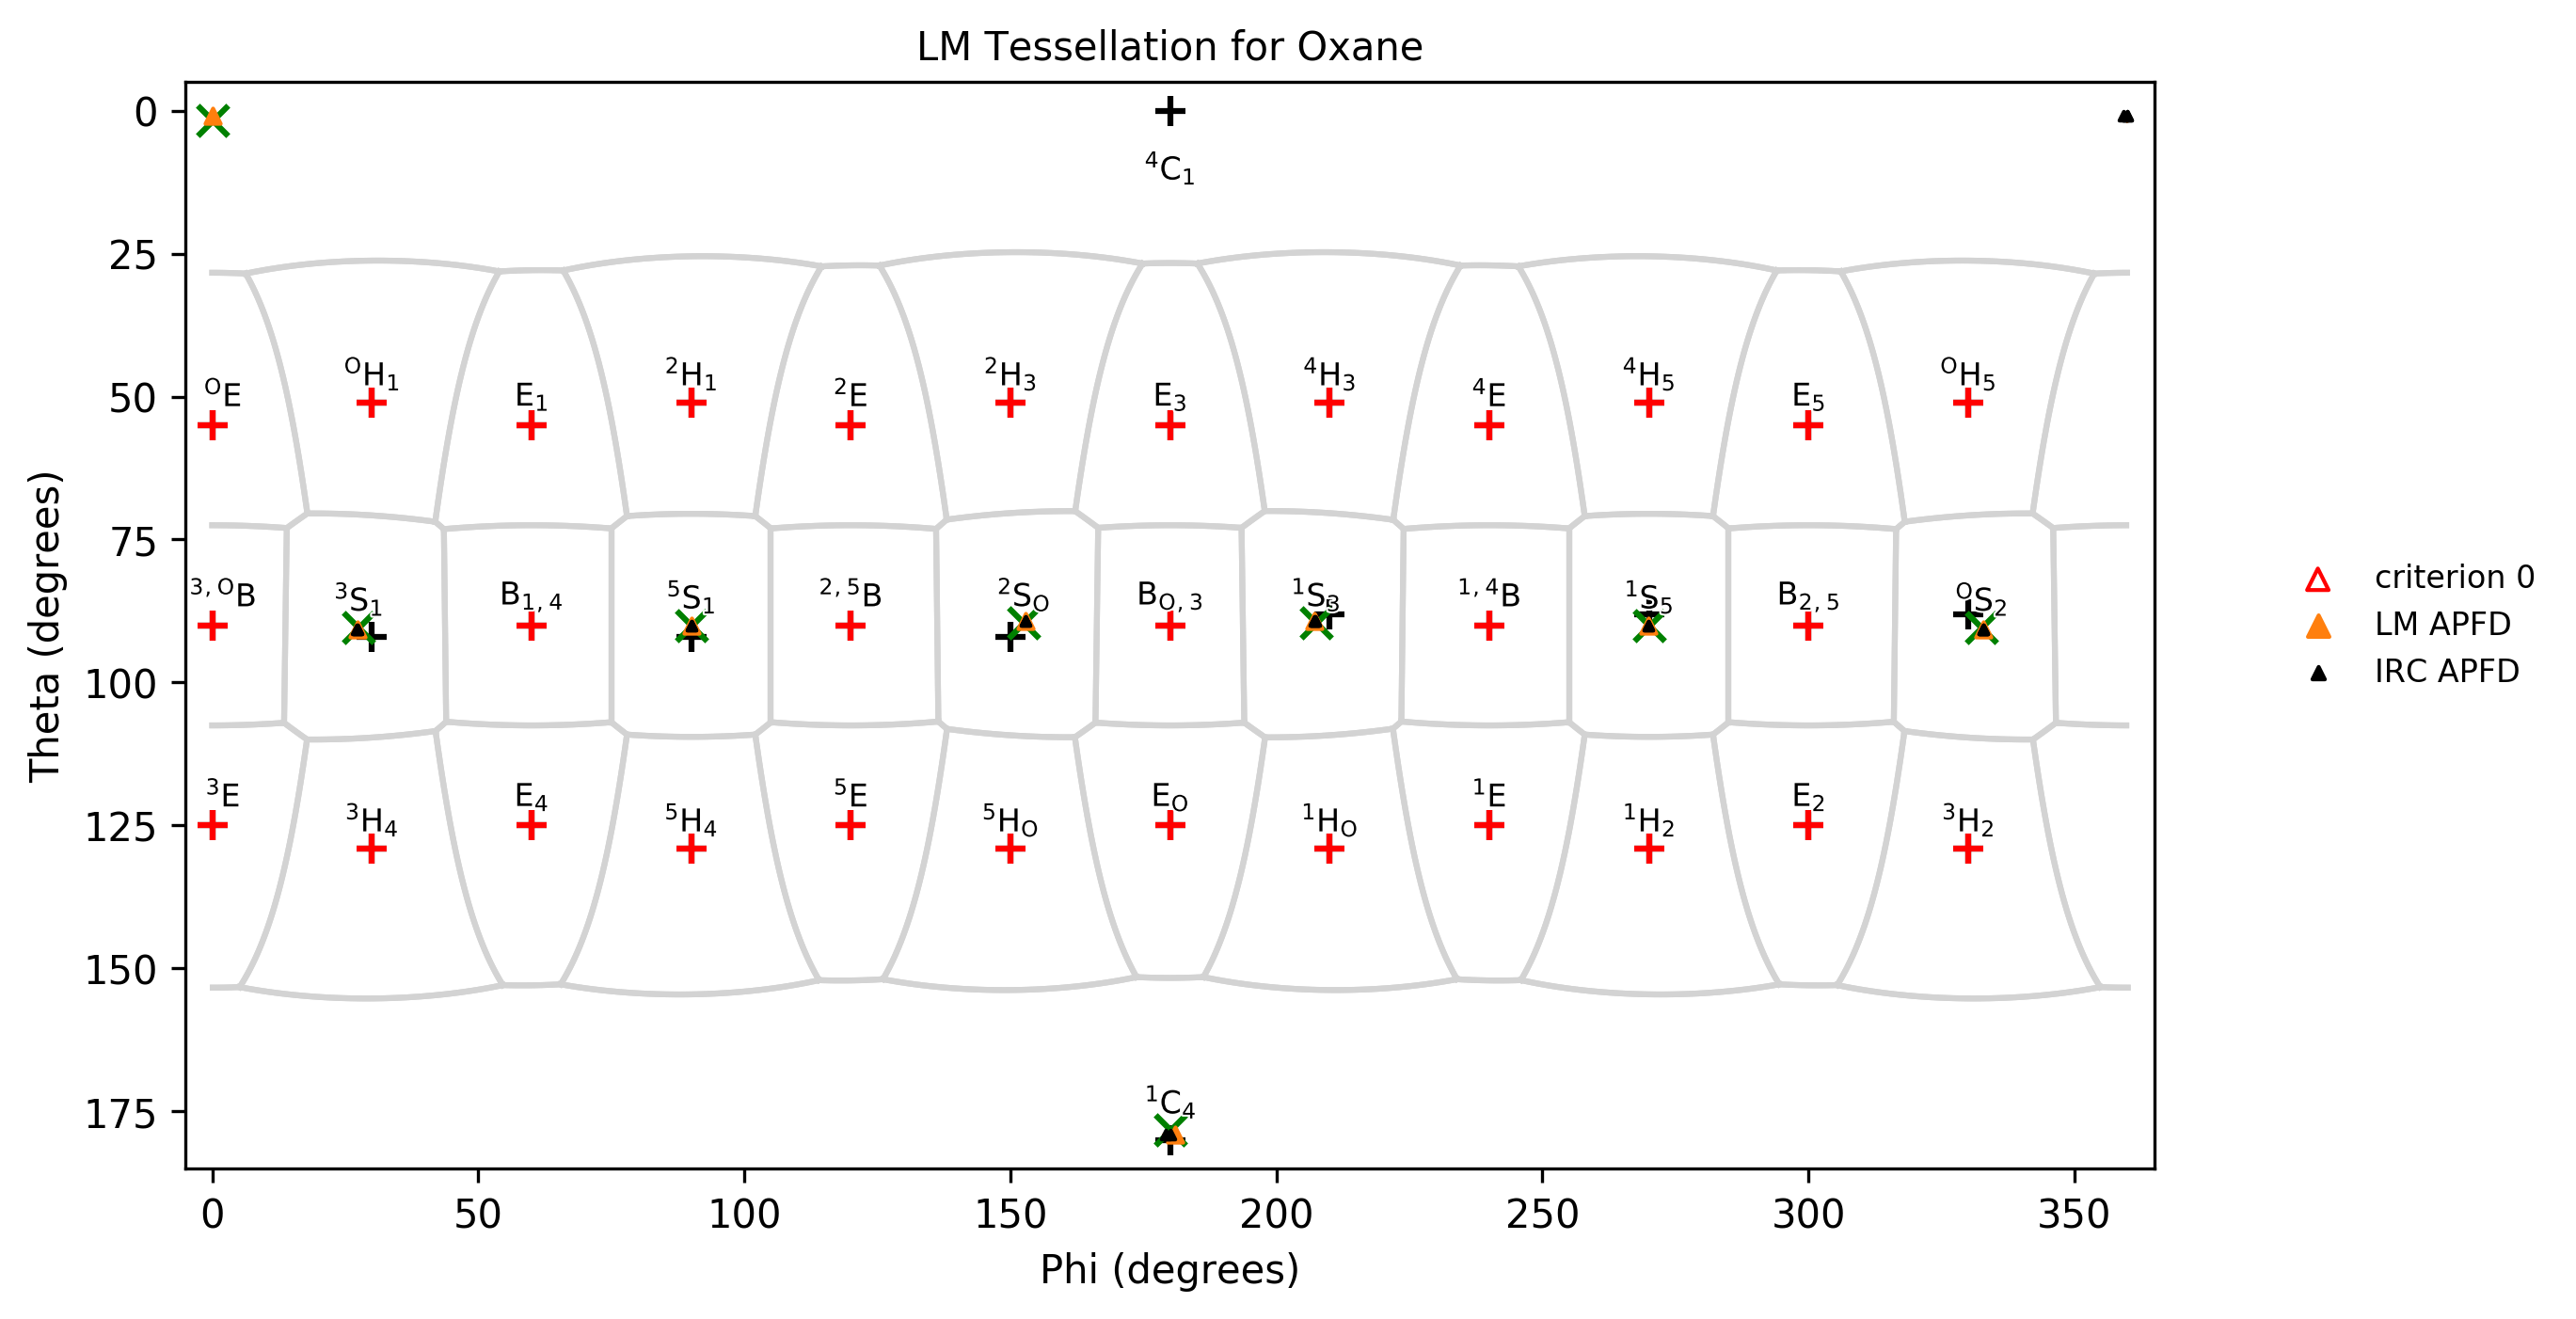 LM Tessellation for Oxane
0
⁴C₁
25
ᴼH₁ ²H₁ ²H₃ ⁴H₃ ⁴H₅ ᴼH₅
50
ᴼE E₁ ²E E₃ ⁴E E₅
75
³,ᴼB ³S₁ B₁,₄ ⁵S₁ ²,⁵B ²Sₒ Bₒ,₃ ¹S₃ ¹,⁴B ¹S₅ B₂,₅ ᴼS₂
100
³E E₄ ⁵E Eₒ ¹E E₂
125
³H₄ ⁵H₄ ⁵Hₒ ¹Hₒ ¹H₂ ³H₂
150
175
¹C₄
0 50 100 150 200 250 300 350
Phi (degrees)
Theta (degrees)
criterion 0
LM APFD
IRC APFD